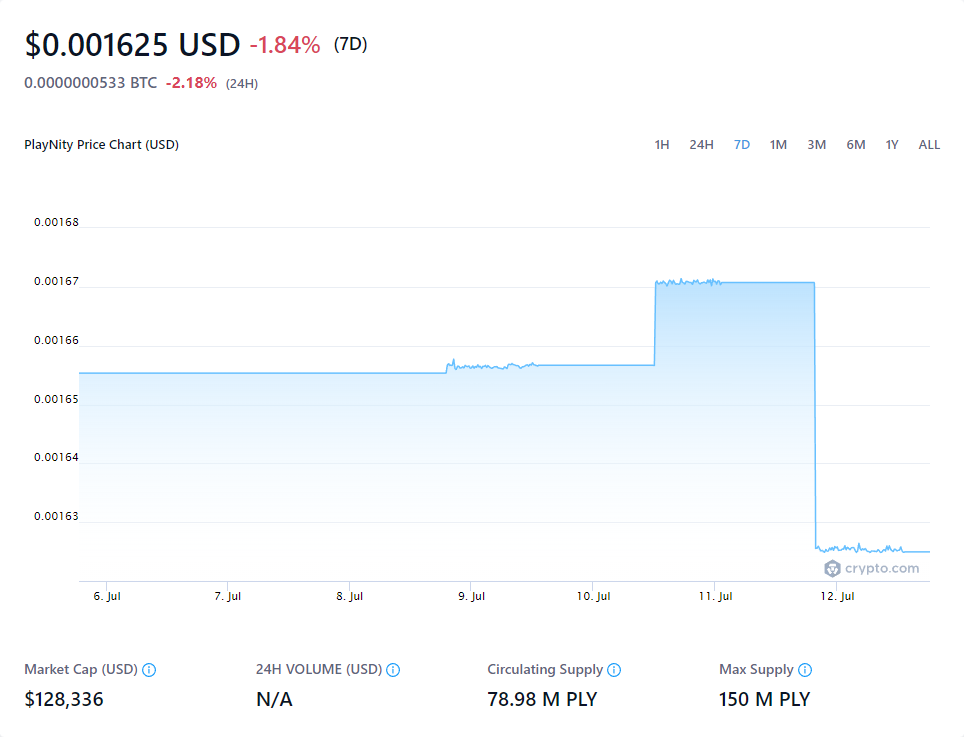 $0.001625 USD -1.84% (7D)
0.0000000533 BTC -2.18% (24H)
PlayNity Price Chart (USD) 1H 24H 7D 1M 3M 6M 1Y ALL
0.00168
0.00167
0.00166
0.00165
0.00164
0.00163
crypto.com
6. Jul 7. Jul 8. Jul 9. Jul 10. Jul 11. Jul 12. Jul
Market Cap (USD) 24H VOLUME (USD) Circulating Supply Max Supply
$128,336 N/A 78.98 M PLY 150 M PLY